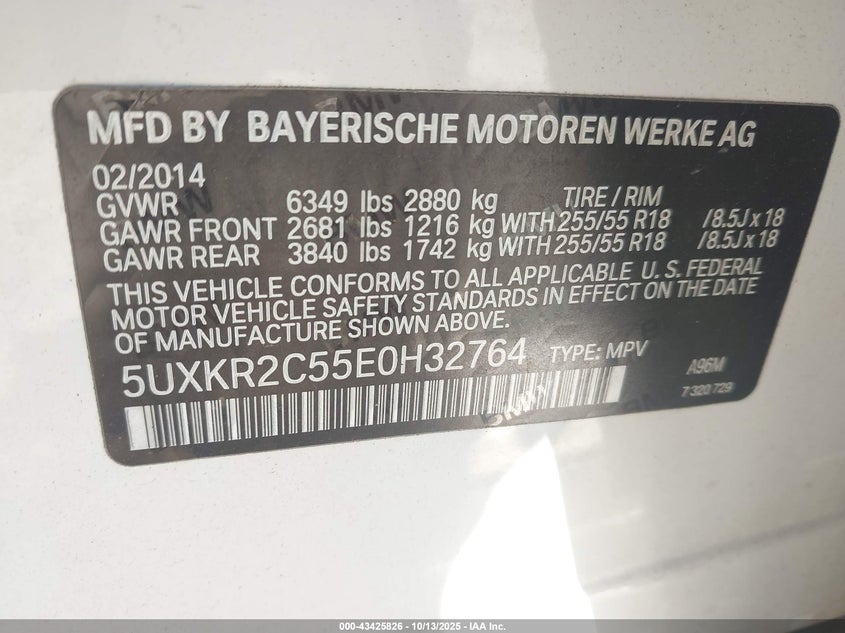 MFD BY BAYERISCHE MOTOREN WERKE AG
02/2014
GVWR 6349 lbs 2880 kg TIRE / RIM
GAWR FRONT 2681 lbs 1216 kg WITH 255/55 R18 /8.5J x 18
GAWR REAR 3840 lbs 1742 kg WITH 255/55 R18 /8.5J x 18
THIS VEHICLE CONFORMS TO ALL APPLICABLE U.S. FEDERAL
MOTOR VEHICLE SAFETY STANDARDS IN EFFECT ON THE DATE
OF MANUFACTURE SHOWN ABOVE.
5UXKR2C55E0H32764 TYPE: MPV A96M
7 320 729
000-43425826 - 10/13/2025 - IAA Inc.